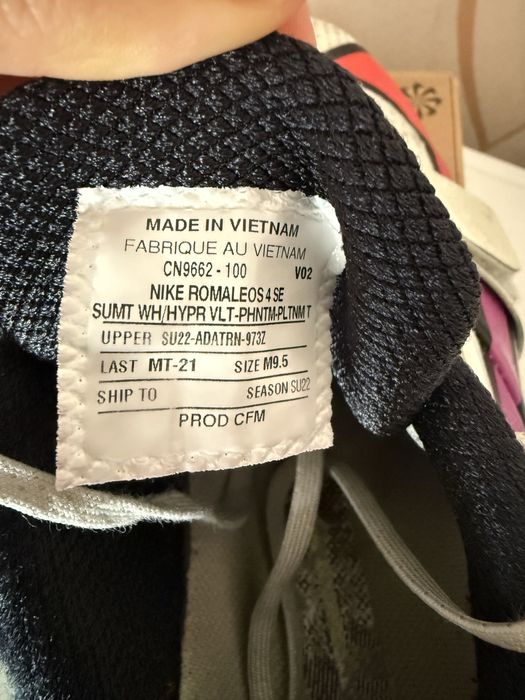 MADE IN VIETNAM
FABRIQUE AU VIETNAM
CN9662 - 100 V02
NIKE ROMALEOS 4 SE
SUMT WH/HYPR VLT-PHNTM-PLTNM T
UPPER SU22-ADATRN-973Z
LAST MT-21 SIZE M9.5
SHIP TO SEASON SU22
PROD CFM